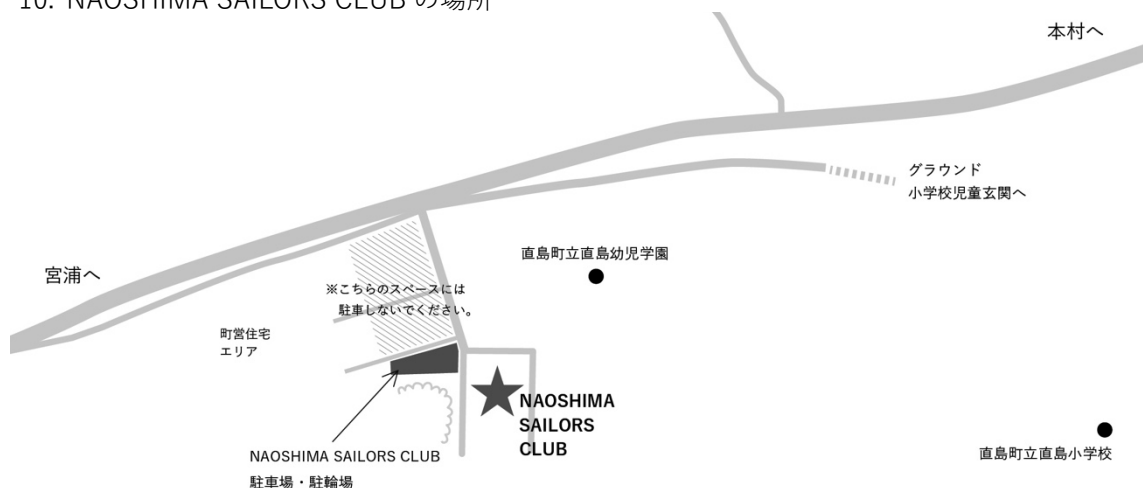 10. NAOSHIMA SAILORS CLUB の場所
本村へ
グラウンド
小学校児童玄関へ
直島町立直島幼児学園
宮浦へ
※こちらのスペースには
駐車しないでください。
町営住宅
エリア
NAOSHIMA
SAILORS
CLUB
NAOSHIMA SAILORS CLUB
駐車場・駐輪場
直島町立直島小学校